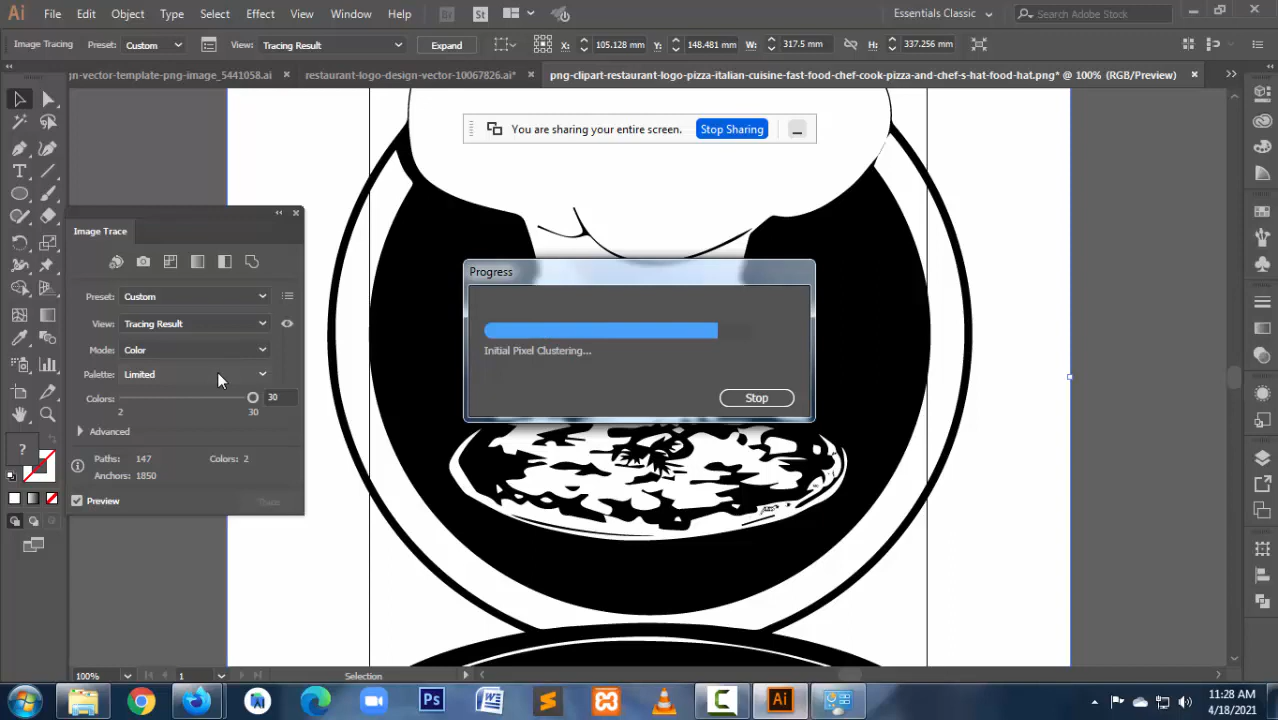 Ai File Edit Object Type Select Effect View Window Help Br St Essentials Classic Search Adobe Stock
Image Tracing Preset: Custom View: Tracing Result Expand X: 105.128 mm Y: 148.481 mm W: 317.5 mm H: 337.256 mm
jn-vector-template-png-image_5441058.ai × restaurant-logo-design-vector-10067826.ai* × png-clipart-restaurant-logo-pizza-italian-cuisine-fast-food-chef-cook-pizza-and-chef-s-hat-food-hat.png* @ 100% (RGB/Preview) ×
You are sharing your entire screen. Stop Sharing
Image Trace
Preset: Custom
View: Tracing Result
Mode: Color
Palette: Limited
Colors: 30
2 30
Advanced
Paths: 147 Colors: 2
Anchors: 1850
Preview Trace
Progress
Initial Pixel Clustering...
Stop
?
100% 1 Selection
Ps W C Ai
11:28 AM
4/18/2021